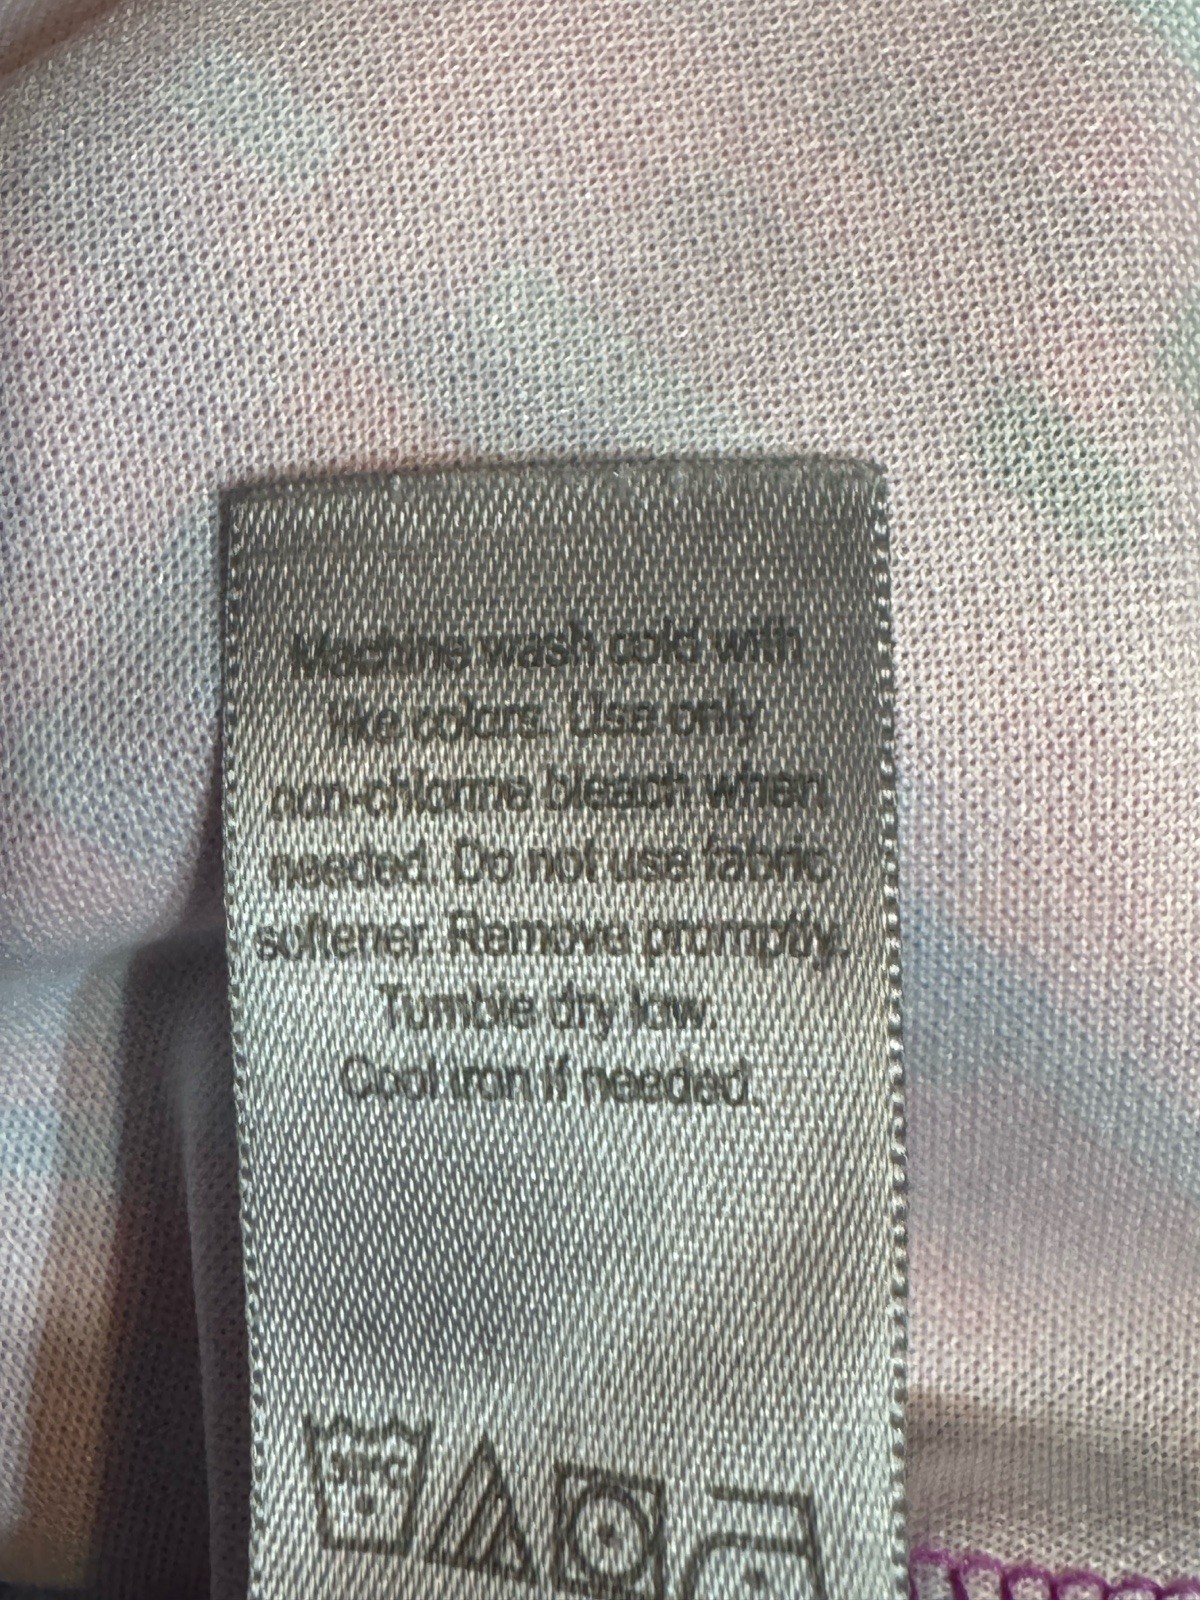 Machine wash cold with
like colors. Use only
non-chlorine bleach when
needed. Do not use fabric
softener. Remove promptly.
Tumble dry low.
Cool iron if needed.
30°C